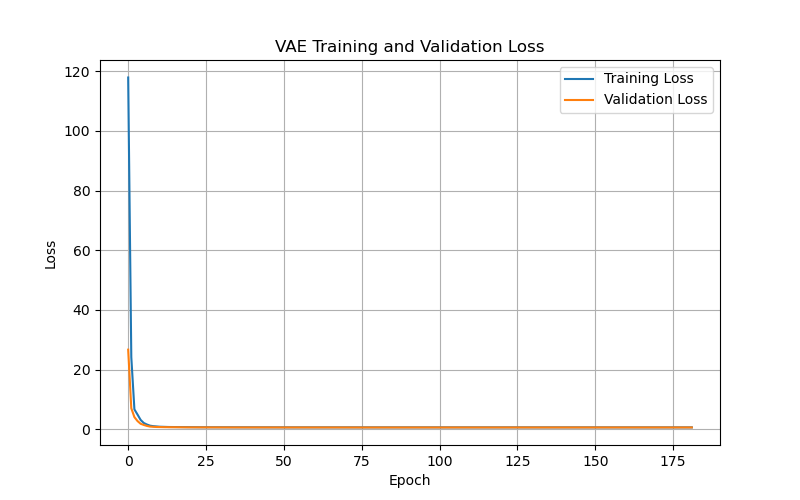 VAE Training and Validation Loss
Training Loss
Validation Loss
120
100
80
60
40
20
0
Loss
0 25 50 75 100 125 150 175
Epoch